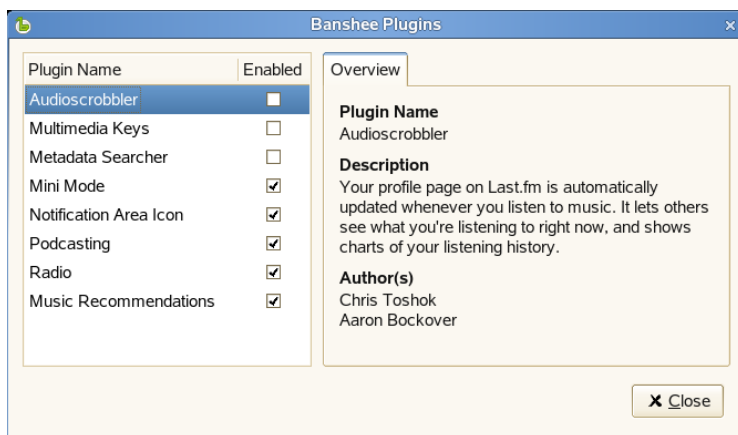 Banshee Plugins
Plugin Name Enabled
Audioscrobbler
Multimedia Keys
Metadata Searcher
Mini Mode
Notification Area Icon
Podcasting
Radio
Music Recommendations
Overview
Plugin Name
Audioscrobbler
Description
Your profile page on Last.fm is automatically
updated whenever you listen to music. It lets others
see what you're listening to right now, and shows
charts of your listening history.
Author(s)
Chris Toshok
Aaron Bockover
Close